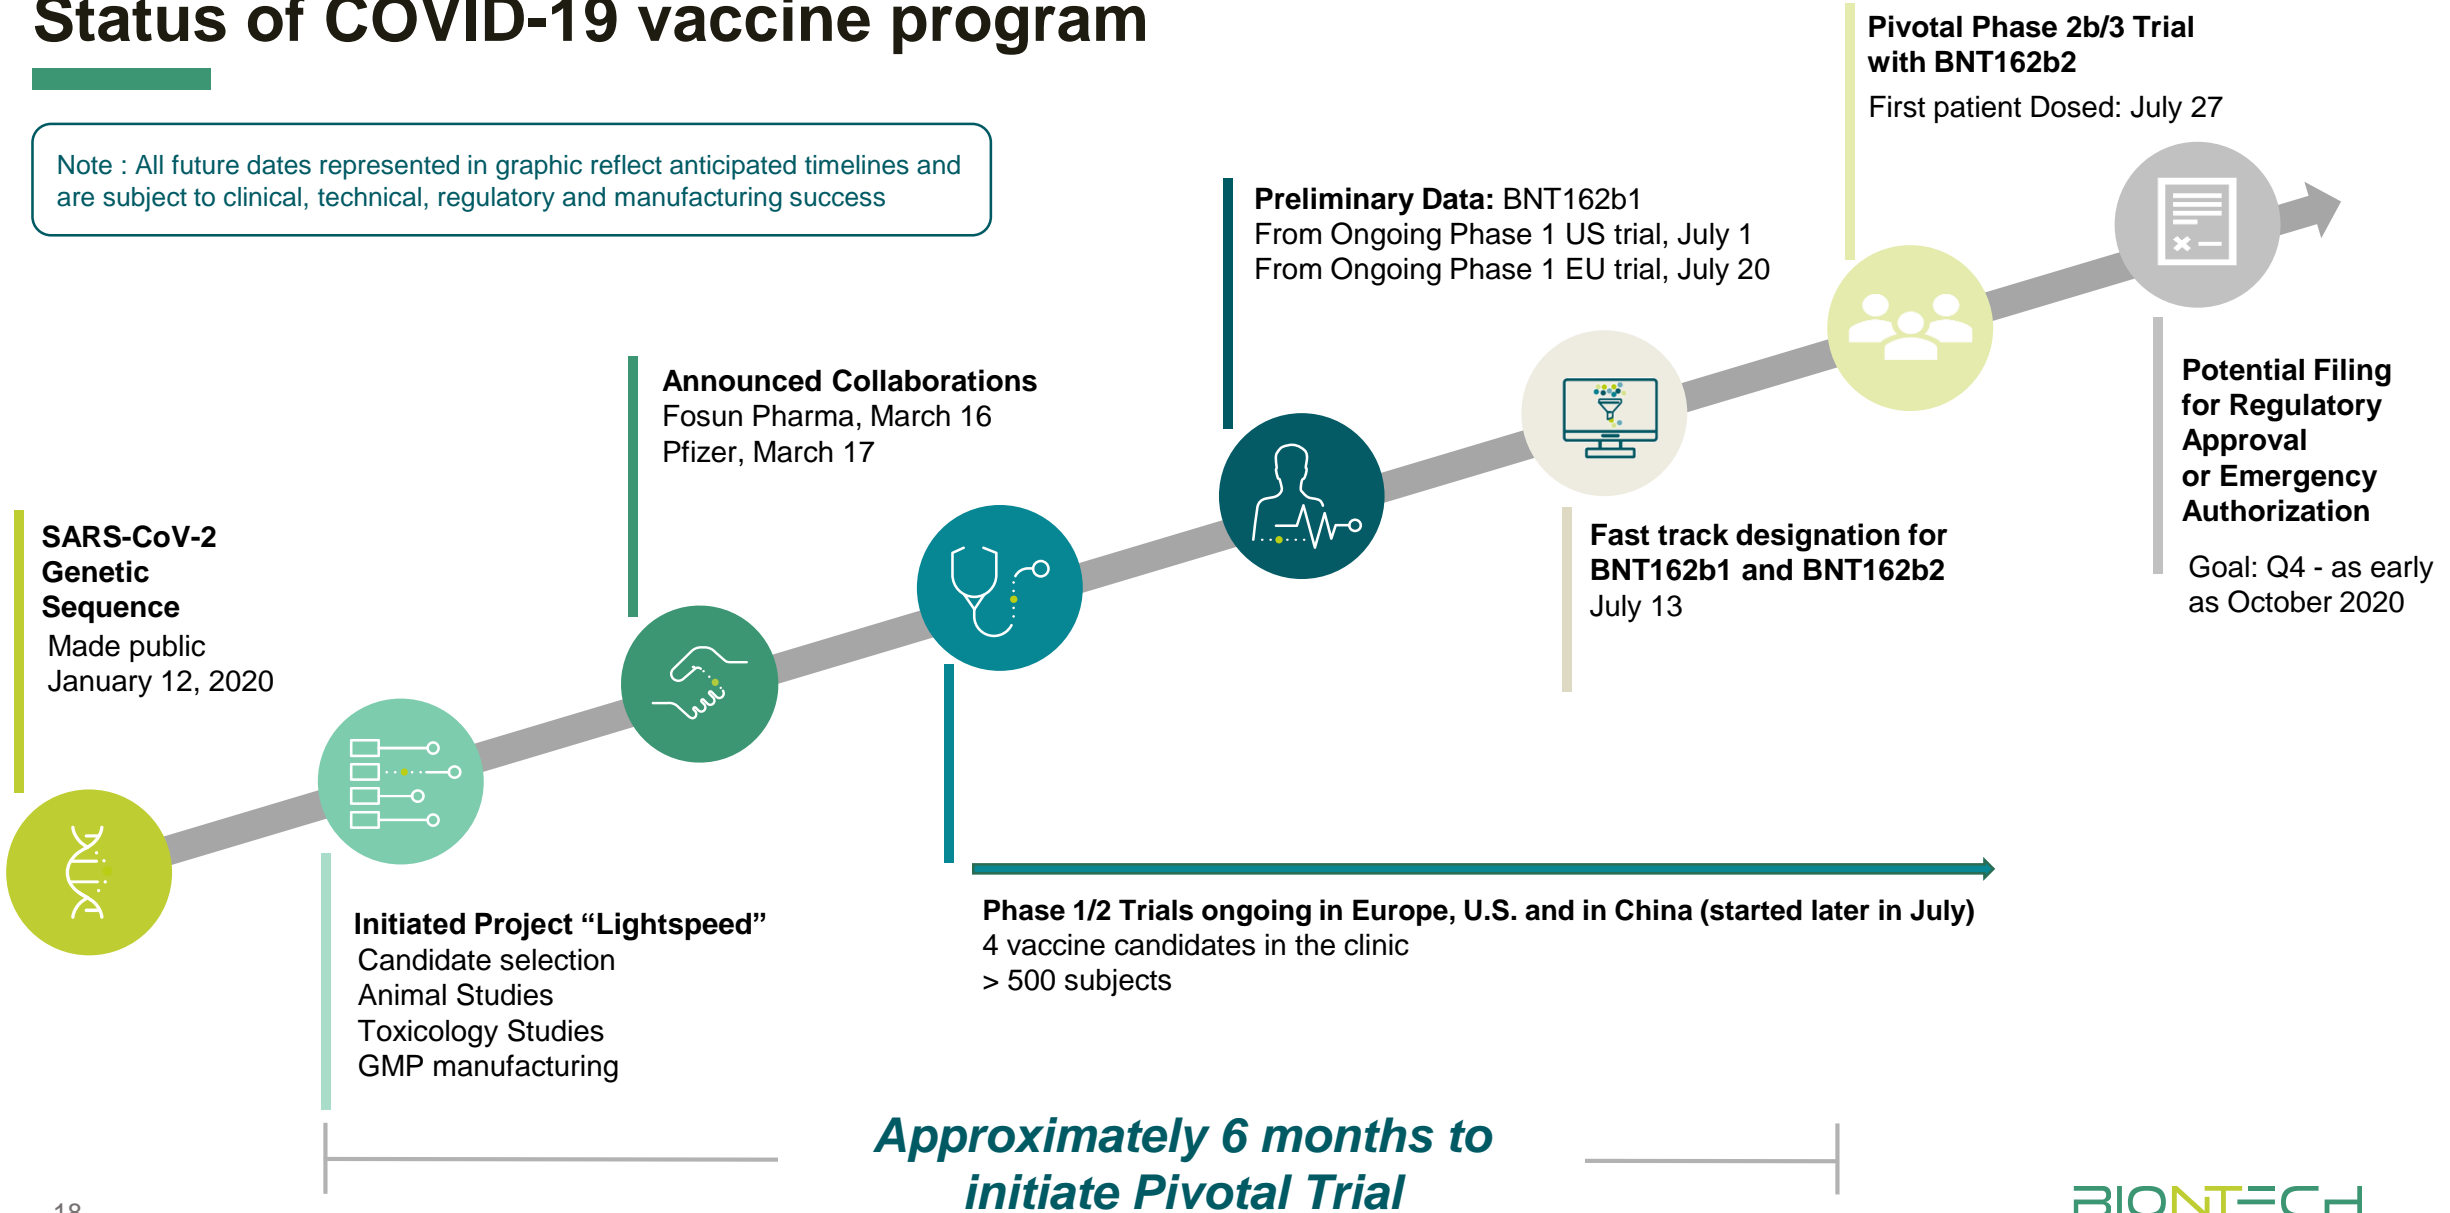 Status of COVID-19 vaccine program
Note : All future dates represented in graphic reflect anticipated timelines and
are subject to clinical, technical, regulatory and manufacturing success
SARS-CoV-2
Genetic
Sequence
Made public
January 12, 2020
Initiated Project “Lightspeed”
Candidate selection
Animal Studies
Toxicology Studies
GMP manufacturing
Announced Collaborations
Fosun Pharma, March 16
Pfizer, March 17
Phase 1/2 Trials ongoing in Europe, U.S. and in China (started later in July)
4 vaccine candidates in the clinic
> 500 subjects
Preliminary Data: BNT162b1
From Ongoing Phase 1 US trial, July 1
From Ongoing Phase 1 EU trial, July 20
Fast track designation for
BNT162b1 and BNT162b2
July 13
Pivotal Phase 2b/3 Trial
with BNT162b2
First patient Dosed: July 27
Potential Filing
for Regulatory
Approval
or Emergency
Authorization
Goal: Q4 - as early
as October 2020
Approximately 6 months to
initiate Pivotal Trial
18
BIONTECH